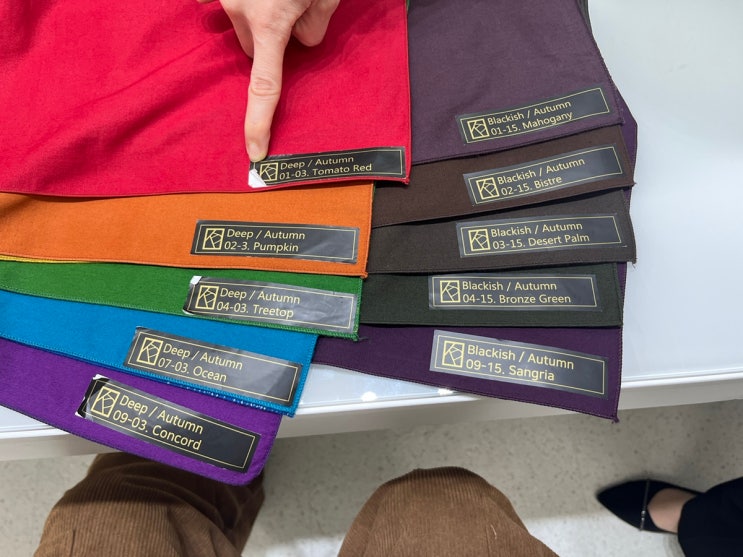 Deep / Autumn
01-03. Tomato Red
Deep / Autumn
02-3. Pumpkin
Deep / Autumn
04-03. Treetop
Deep / Autumn
07-03. Ocean
Deep / Autumn
09-03. Concord
Blackish / Autumn
01-15. Mahogany
Blackish / Autumn
02-15. Bistre
Blackish / Autumn
03-15. Desert Palm
Blackish / Autumn
04-15. Bronze Green
Blackish / Autumn
09-15. Sangria